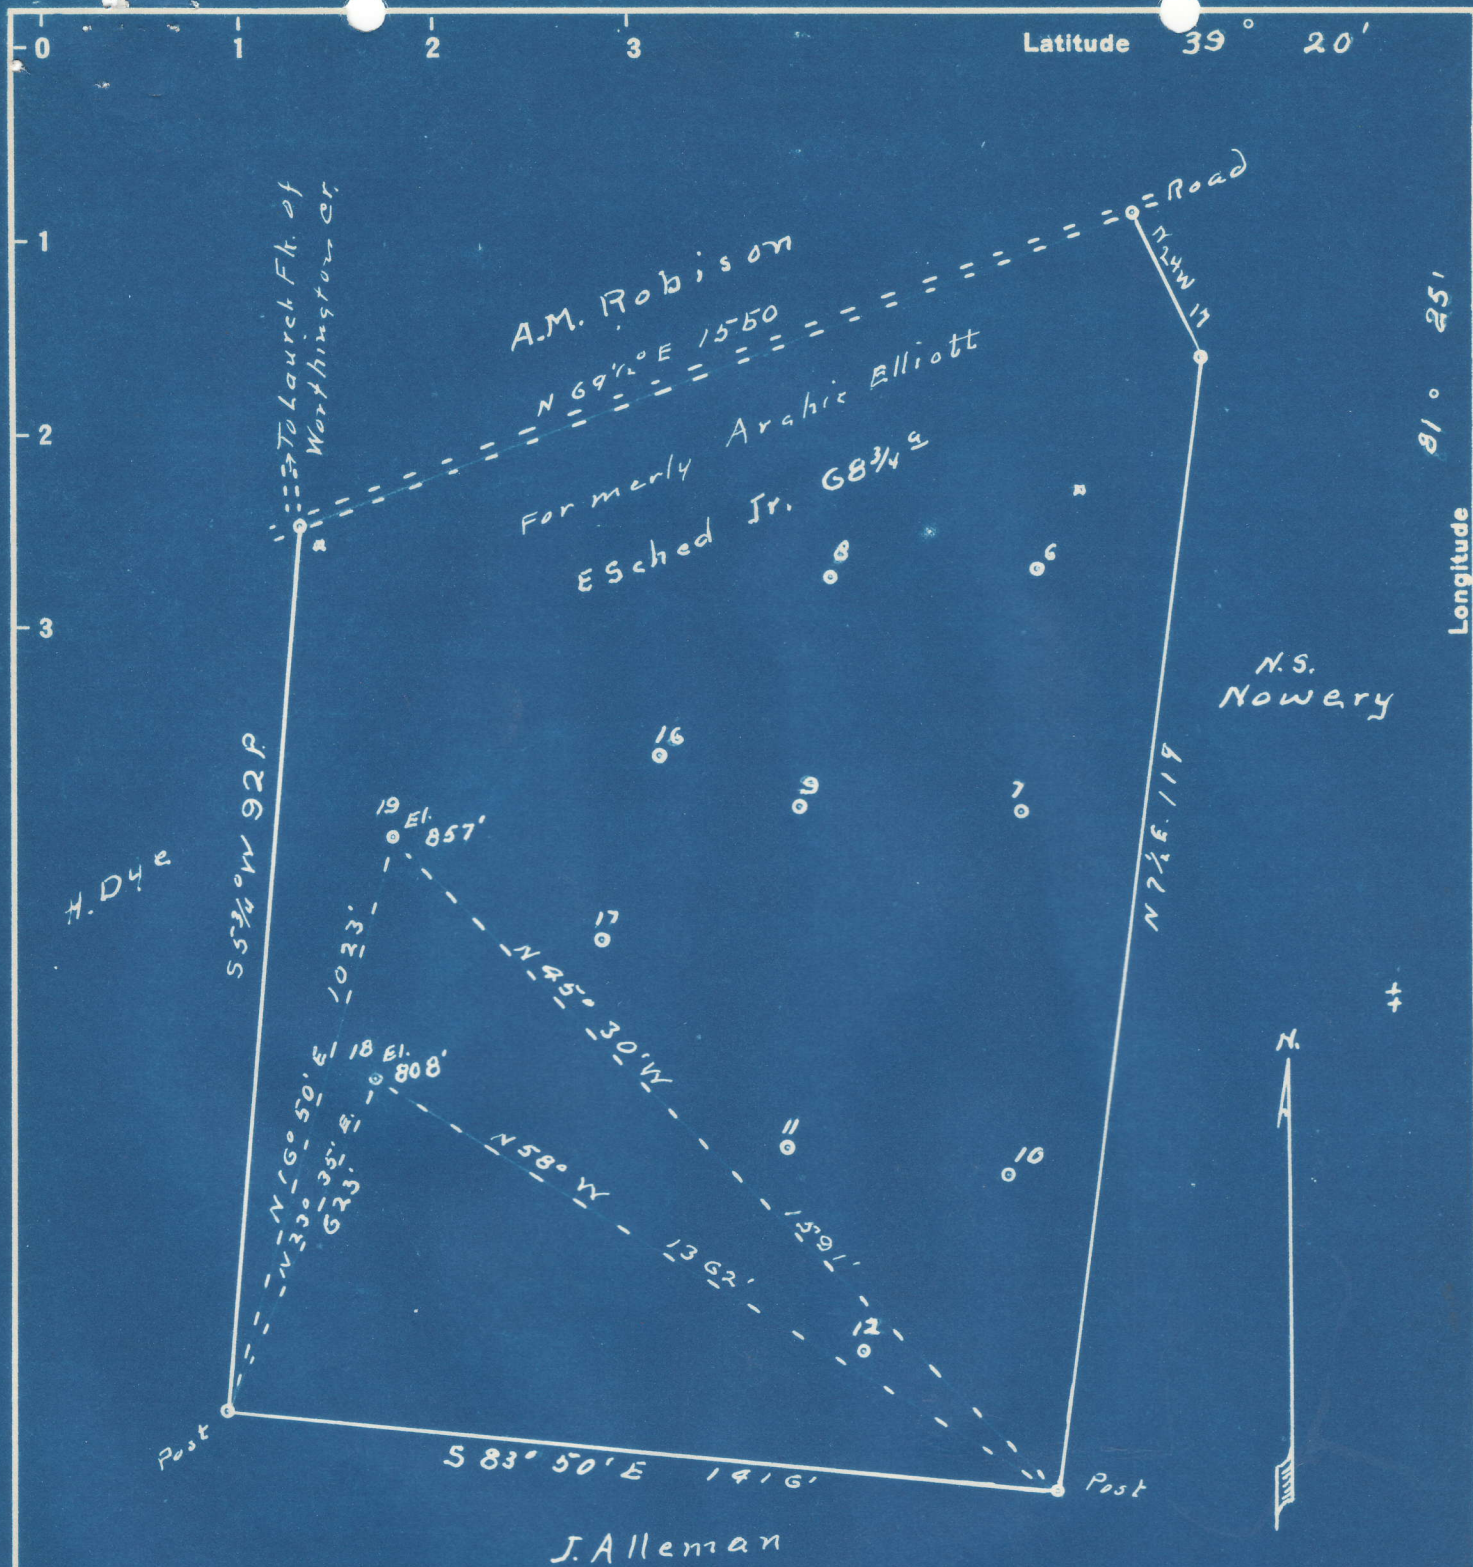 0 1 2 3
Latitude 39° 20'
1
2
3
Longitude 81° 25'
To Laurel Fk. of
Worthington cr.
Road
A.M. Robison
N 69½° E 1550
N 24 W 17
Formerly Archie Elliott
ESched Jr. 68¾ a
8
6
N.S.
Nowery
S 5¾° W 92 P.
N 7½ E. 119
16
9
7
19 El. 857'
H. Dye
17
N 16° 50' E 1023'
N 45° 30' W 1591'
18 El. 808'
N 23° 35' E.
623'
N 58° W 1362'
11
10
12
N.
Post
S 83° 50' E 1416'
Post
J. Alleman